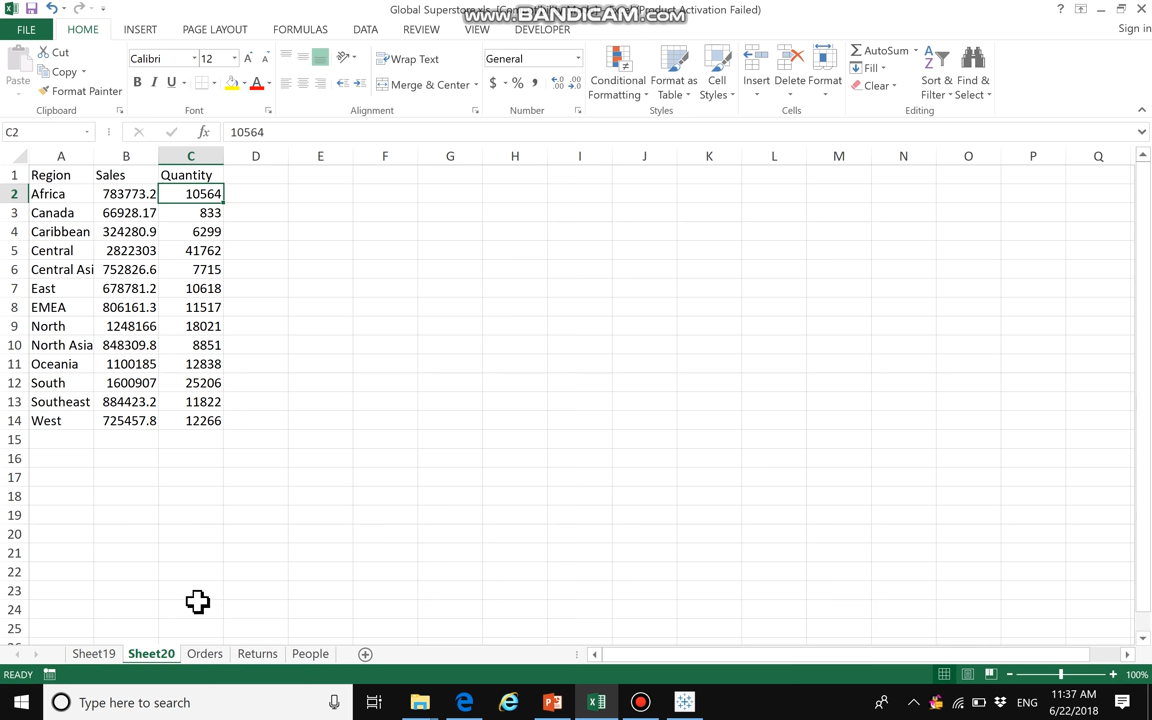 Global Superstore.xls [Product Activation Failed)
www.BANDICAM.com
Sign in
FILE HOME INSERT PAGE LAYOUT FORMULAS DATA REVIEW VIEW DEVELOPER
Paste
Cut
Copy
Format Painter
Clipboard
Calibri 12
B I U A
Font
Wrap Text
Merge & Center
Alignment
General
$ % ,
Number
Conditional Formatting
Format as Table
Cell Styles
Styles
Insert Delete Format
Cells
AutoSum
Fill
Clear
Sort & Filter
Find & Select
Editing
C2 fx 10564
A B C D E F G H I J K L M N O P Q
1 Region Sales Quantity
2 Africa 783773.2 10564
3 Canada 66928.17 833
4 Caribbean 324280.9 6299
5 Central 2822303 41762
6 Central Asi 752826.6 7715
7 East 678781.2 10618
8 EMEA 806161.3 11517
9 North 1248166 18021
10 North Asia 848309.8 8851
11 Oceania 1100185 12838
12 South 1600907 25206
13 Southeast 884423.2 11822
14 West 725457.8 12266
15
16
17
18
19
20
21
22
23
24
25
Sheet19 Sheet20 Orders Returns People
READY 100%
Type here to search
ENG
11:37 AM
6/22/2018